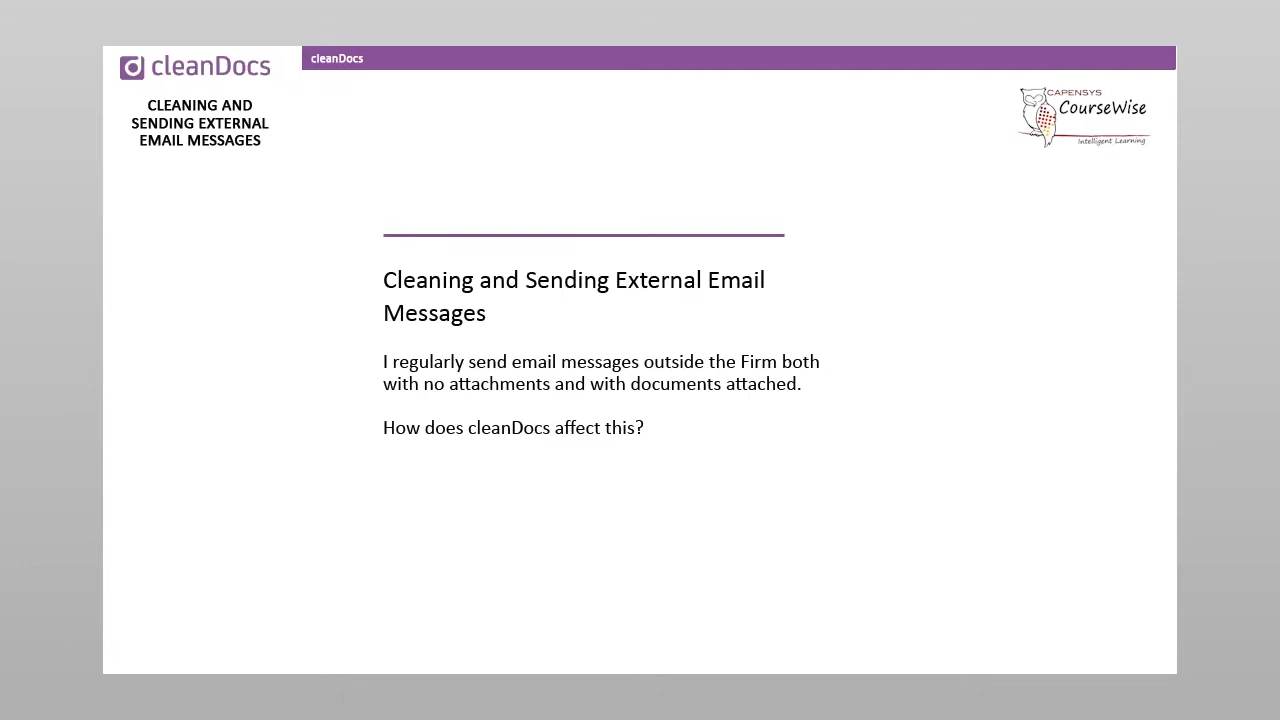 cleanDocs
cleanDocs
CLEANING AND
SENDING EXTERNAL
EMAIL MESSAGES
CAPENSYS
CourseWise
Intelligent Learning
Cleaning and Sending External Email
Messages
I regularly send email messages outside the Firm both
with no attachments and with documents attached.
How does cleanDocs affect this?